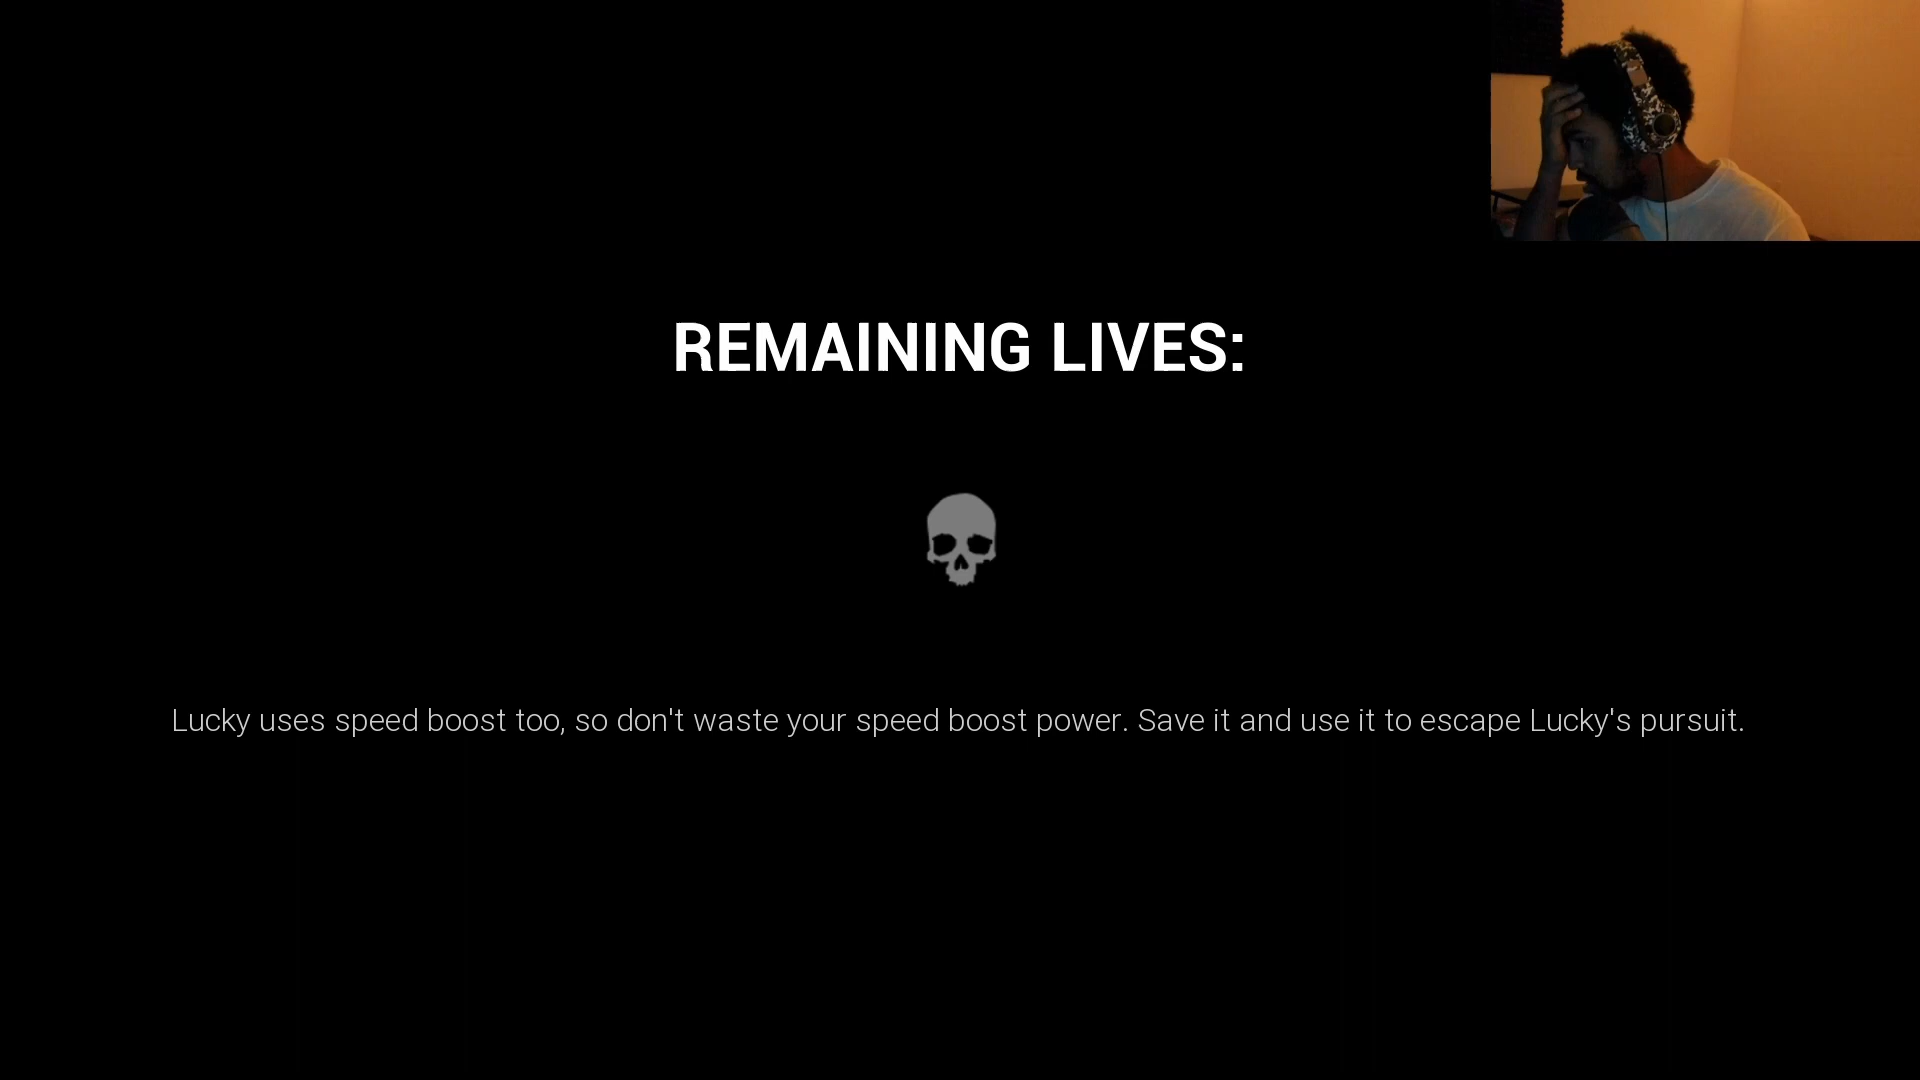 REMAINING LIVES:
Lucky uses speed boost too, so don't waste your speed boost power. Save it and use it to escape Lucky's pursuit.